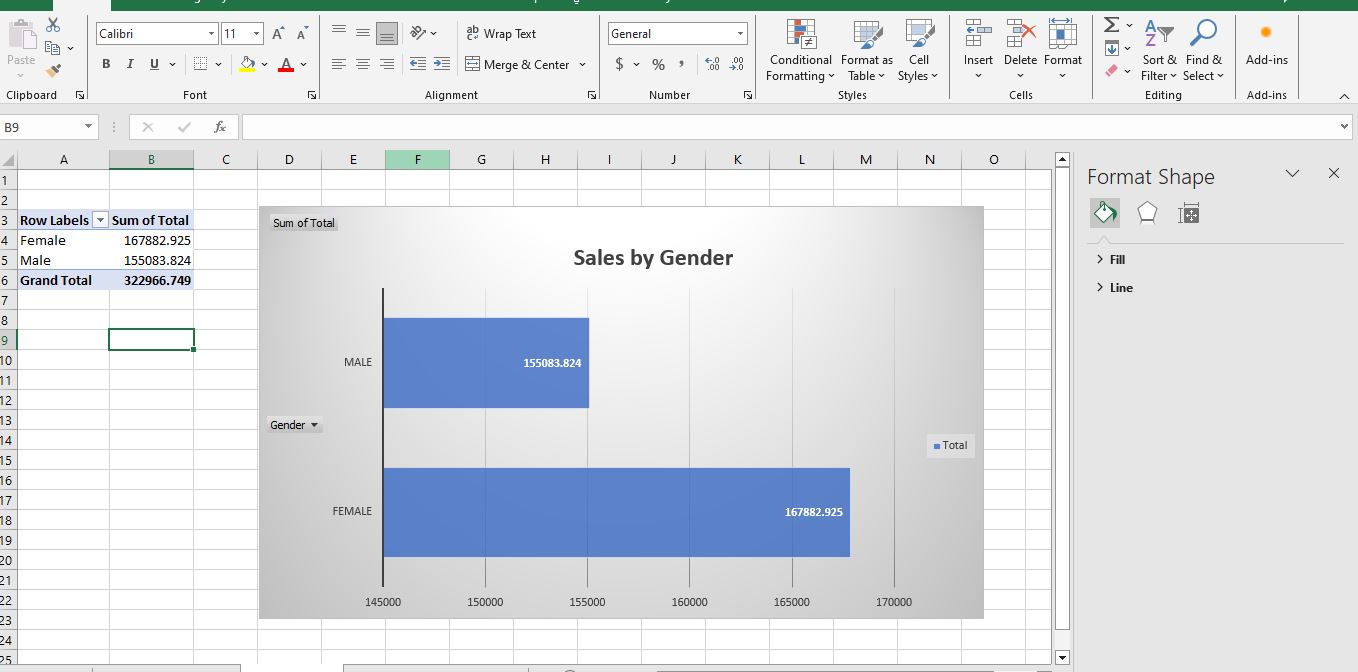 Paste
Clipboard
Calibri
11
A A
B I U
A
Font
ab Wrap Text
Merge & Center
Alignment
General
$ % ,
Number
Conditional Formatting
Format as Table
Cell Styles
Styles
Insert
Delete
Format
Cells
Sort & Filter
Find & Select
Editing
Add-ins
Add-ins
B9
fx
A B C D E F G H I J K L M N O
1
2
3 Row Labels Sum of Total
4 Female 167882.925
5 Male 155083.824
6 Grand Total 322966.749
7
8
9
10
11
12
13
14
15
16
17
18
19
20
21
22
23
24
25
Sum of Total
Sales by Gender
MALE
155083.824
Gender
Total
FEMALE
167882.925
145000 150000 155000 160000 165000 170000
Format Shape
Fill
Line